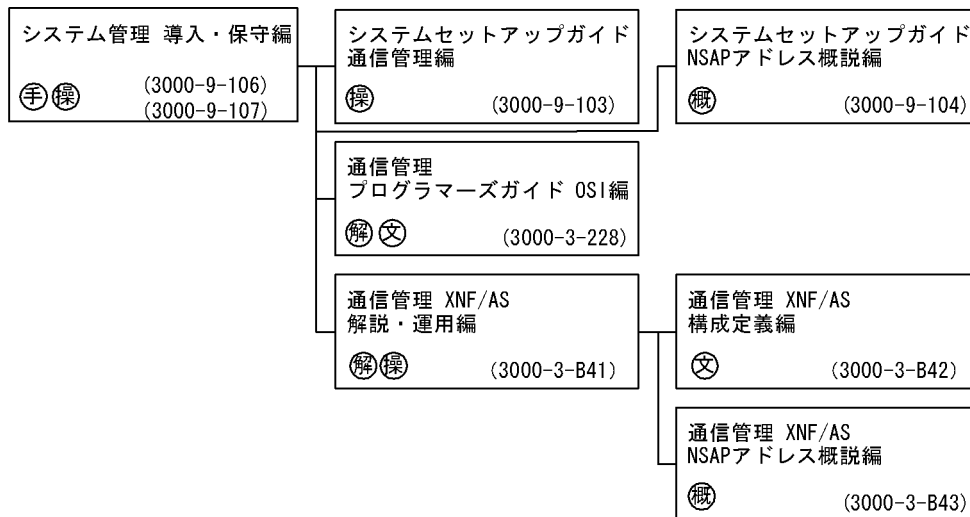 システム管理 導入・保守編
手 操
(3000-9-106)
(3000-9-107)
システムセットアップガイド
通信管理編
操 (3000-9-103)
システムセットアップガイド
NSAPアドレス概説編
概 (3000-9-104)
通信管理
プログラマーズガイド OSI編
解 文 (3000-3-228)
通信管理 XNF/AS
解説・運用編
解 操 (3000-3-B41)
通信管理 XNF/AS
構成定義編
文 (3000-3-B42)
通信管理 XNF/AS
NSAPアドレス概説編
概 (3000-3-B43)